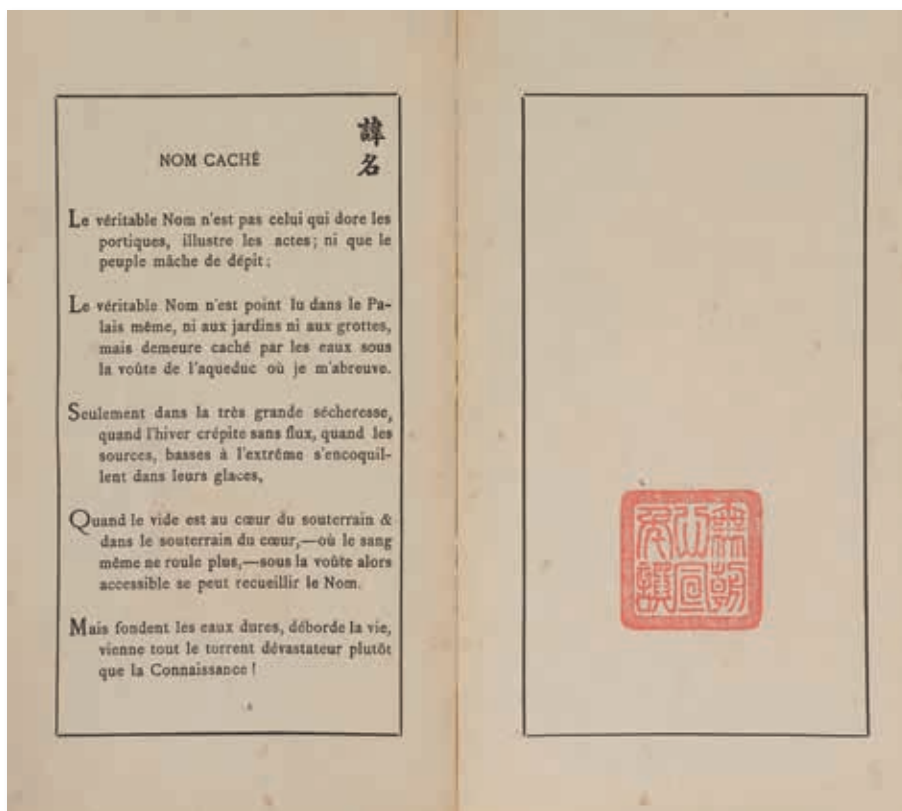 諱名
NOM CACHÉ
Le véritable Nom n'est pas celui qui dore les
portiques, illustre les actes; ni que le
peuple mâche de dépit;
Le véritable Nom n'est point lu dans le Pa-
lais même, ni aux jardins ni aux grottes,
mais demeure caché par les eaux sous
la voûte de l'aqueduc où je m'abreuve.
Seulement dans la très grande sécheresse,
quand l'hiver crépite sans flux, quand les
sources, basses à l'extrême s'encoquil-
lent dans leurs glaces,
Quand le vide est au cœur du souterrain &
dans le souterrain du cœur,—où le sang
même ne roule plus,—sous la voûte alors
accessible se peut recueillir le Nom.
Mais fondent les eaux dures, déborde la vie,
vienne tout le torrent dévastateur plutôt
que la Connaissance !
無朝
心宣
年撰